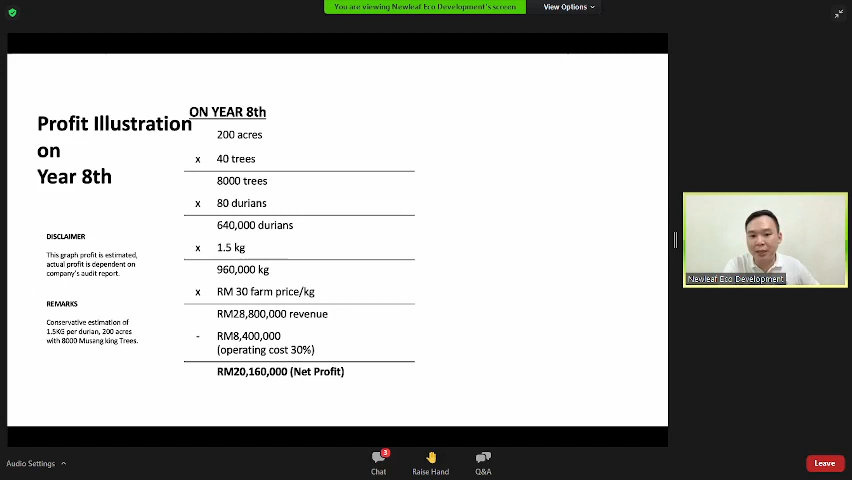 You are viewing Newleaf Eco Development's screen
View Options
Profit Illustration
on
Year 8th
DISCLAIMER
This graph profit is estimated,
actual profit is dependent on
company's audit report.
REMARKS
Conservative estimation of
1.5KG per durian, 200 acres
with 8000 Musang king Trees.
ON YEAR 8th
200 acres
x 40 trees
8000 trees
x 80 durians
640,000 durians
x 1.5 kg
960,000 kg
x RM 30 farm price/kg
RM28,800,000 revenue
- RM8,400,000
(operating cost 30%)
RM20,160,000 (Net Profit)
Newleaf Eco Development
Audio Settings
3
Chat
Raise Hand
Q&A
Leave